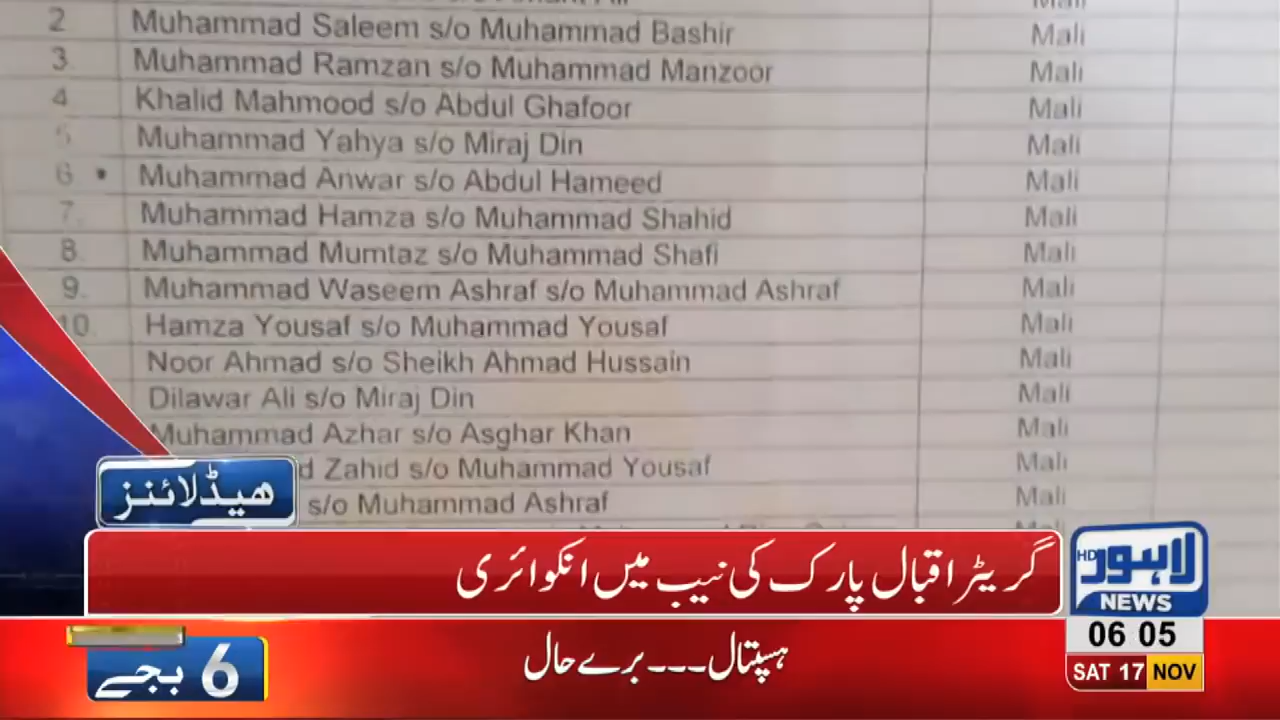 2 Muhammad Saleem s/o Muhammad Bashir Mali
3. Muhammad Ramzan s/o Muhammad Manzoor Mali
4 Khalid Mahmood s/o Abdul Ghafoor Mali
5 Muhammad Yahya s/o Miraj Din Mali
6 Muhammad Anwar s/o Abdul Hameed Mali
7. Muhammad Hamza s/o Muhammad Shahid Mali
8. Muhammad Mumtaz s/o Muhammad Shafi Mali
9. Muhammad Waseem Ashraf s/o Muhammad Ashraf Mali
10. Hamza Yousaf s/o Muhammad Yousaf Mali
Noor Ahmad s/o Sheikh Ahmad Hussain Mali
Dilawar Ali s/o Miraj Din Mali
Muhammad Azhar s/o Asghar Khan Mali
Zahid s/o Muhammad Yousaf Mali
s/o Muhammad Ashraf Mali
ہیڈلائنز
گریٹر اقبال پارک کی نیب میں انکوائری
HD لاہور
NEWS
06 05
SAT 17 NOV
ہسپتال۔۔۔برے حال
6 بجے